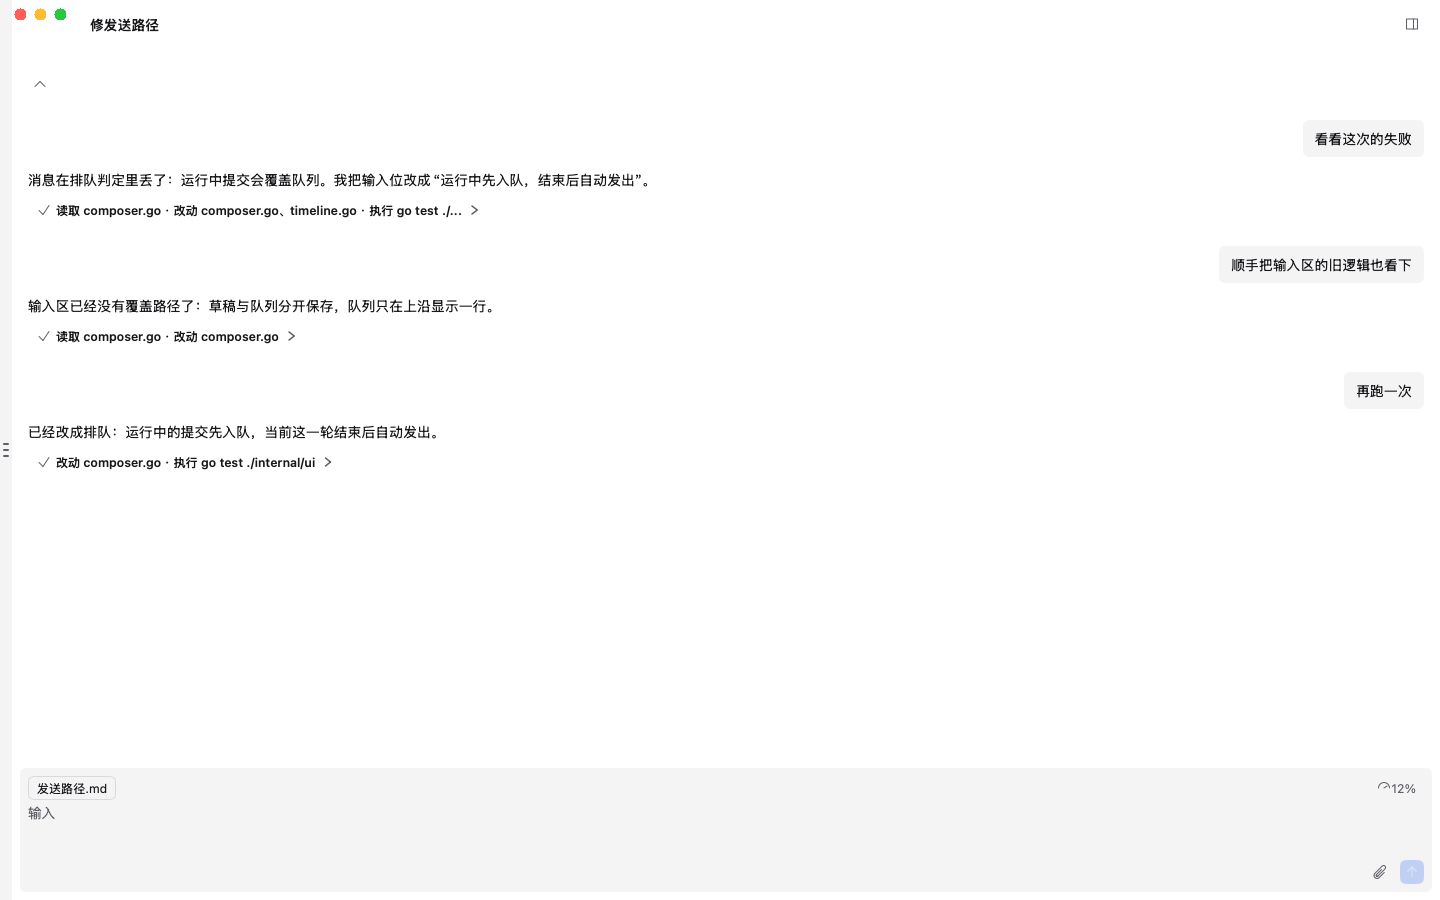 修发送路径
看看这次的失败
消息在排队判定里丢了：运行中提交会覆盖队列。我把输入位改成“运行中先入队，结束后自动发出”。
读取 composer.go · 改动 composer.go、timeline.go · 执行 go test ./...
顺手把输入区的旧逻辑也看下
输入区已经没有覆盖路径了：草稿与队列分开保存，队列只在上沿显示一行。
读取 composer.go · 改动 composer.go
再跑一次
已经改成排队：运行中的提交先入队，当前这一轮结束后自动发出。
改动 composer.go · 执行 go test ./internal/ui
发送路径.md
12%
输入